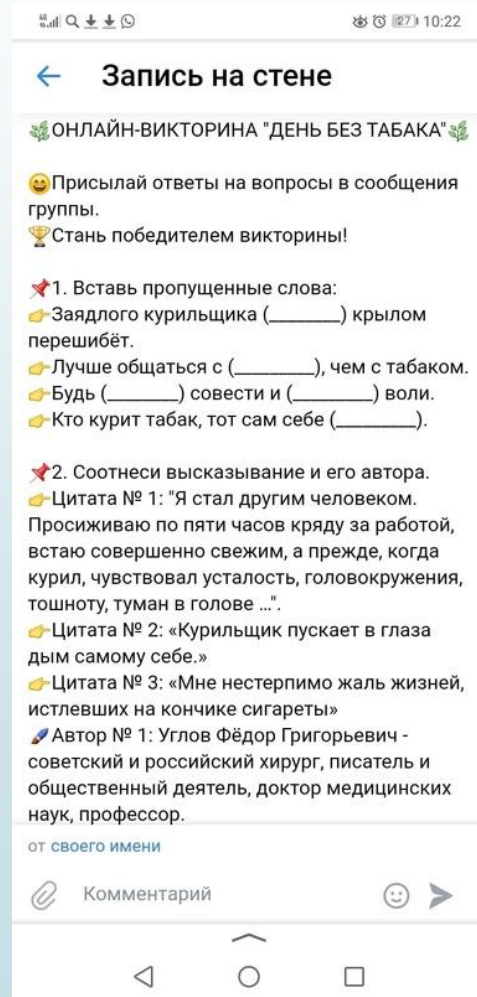 27 10:22
Запись на стене
🌿ОНЛАЙН-ВИКТОРИНА "ДЕНЬ БЕЗ ТАБАКА"🌿
😄Присылай ответы на вопросы в сообщения
группы.
🏆Стань победителем викторины!
📌1. Вставь пропущенные слова:
👉Заядлого курильщика (________) крылом
перешибёт.
👉Лучше общаться с (_________), чем с табаком.
👉Будь (________) совести и (_________) воли.
👉Кто курит табак, тот сам себе (_________).
📌2. Соотнеси высказывание и его автора.
👉Цитата № 1: "Я стал другим человеком.
Просиживаю по пяти часов кряду за работой,
встаю совершенно свежим, а прежде, когда
курил, чувствовал усталость, головокружения,
тошноту, туман в голове ...".
👉Цитата № 2: «Курильщик пускает в глаза
дым самому себе.»
👉Цитата № 3: «Мне нестерпимо жаль жизней,
истлевших на кончике сигареты»
🖌Автор № 1: Углов Фёдор Григорьевич -
советский и российский хирург, писатель и
общественный деятель, доктор медицинских
наук, профессор.
от своего имени
Комментарий